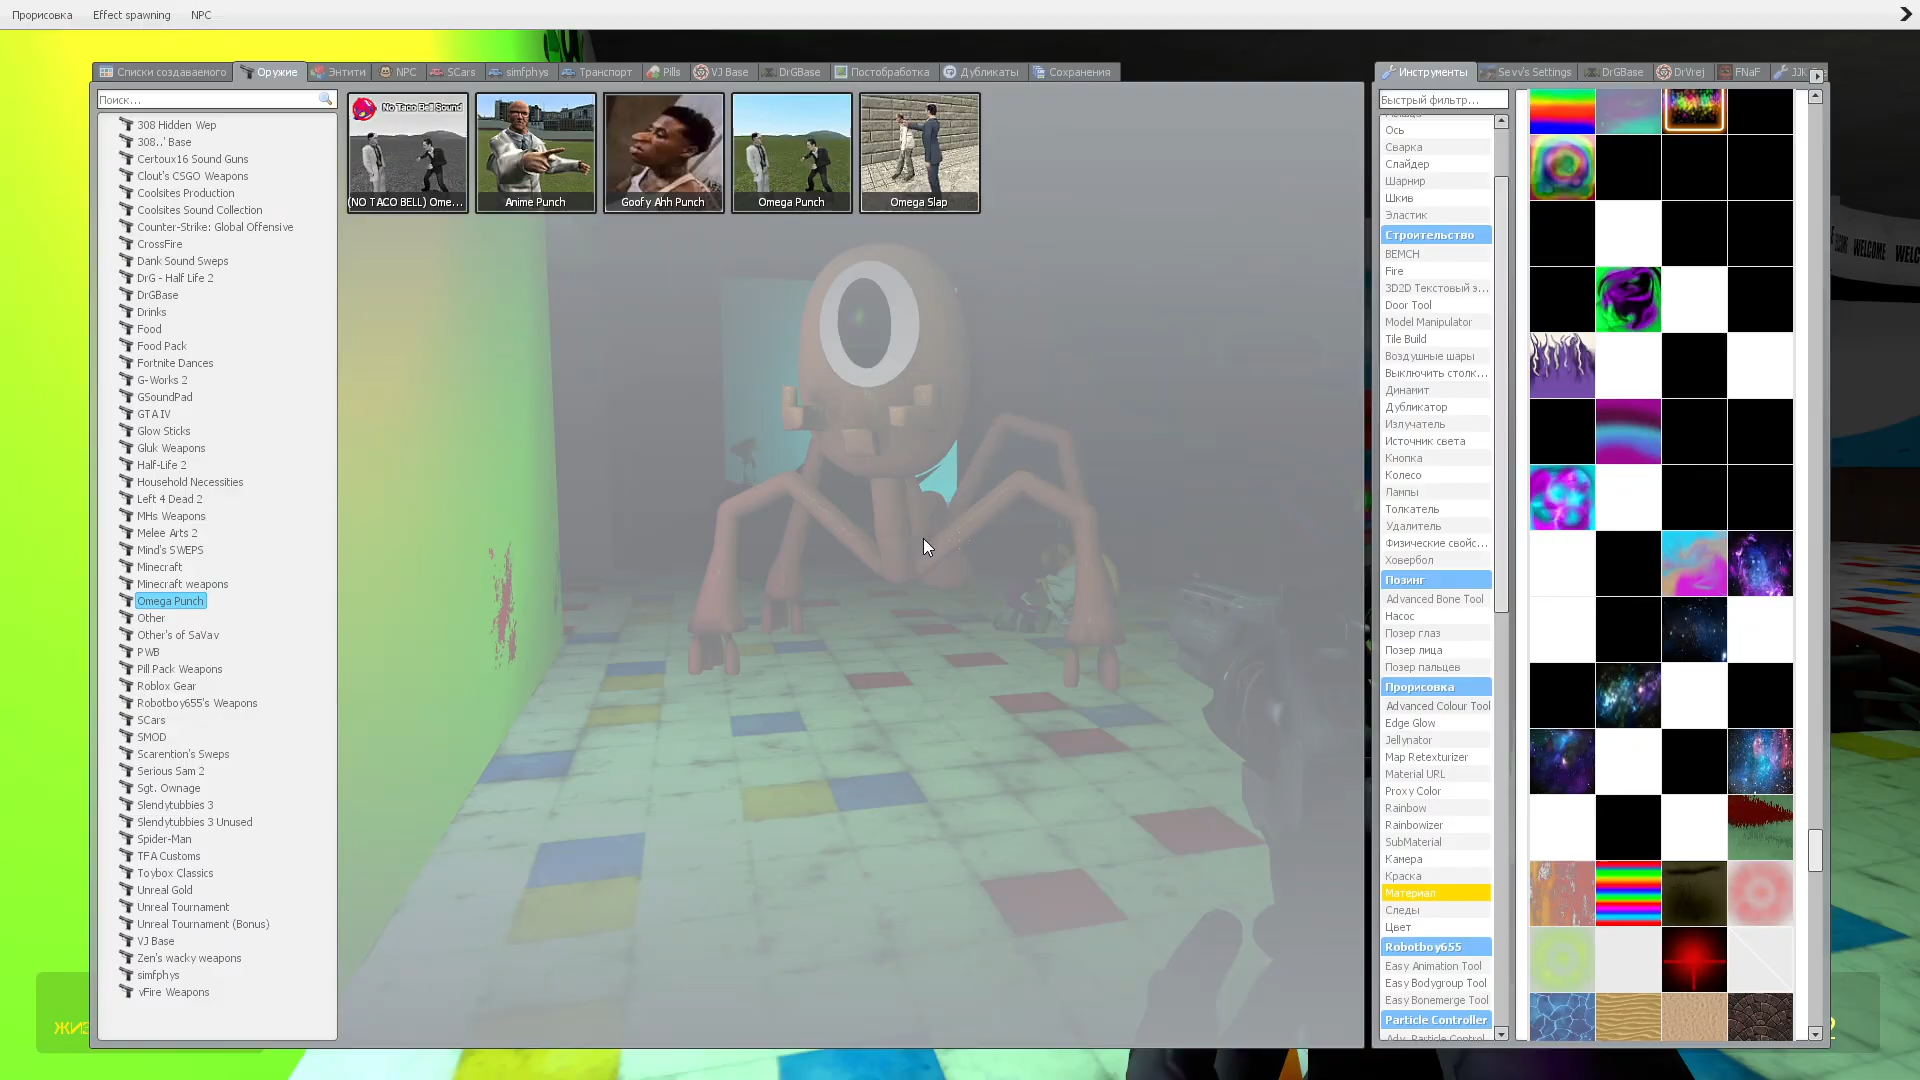 Прорисовка
Effect spawning
NPC
Списки создаваемого
Оружие
Энтити
NPC
SCars
simfphys
Транспорт
Pills
VJ Base
DrGBase
Постобработка
Дубликаты
Сохранения
Инструменты
Sevv's Settings
DrGBase
DrVrej
FNaF
Поиск...
308 Hidden Wep
308..' Base
Certoux16 Sound Guns
Clout's CSGO Weapons
Coolsites Production
Coolsites Sound Collection
Counter-Strike: Global Offensive
CrossFire
Dank Sound Sweps
DrG - Half Life 2
DrGBase
Drinks
Food
Food Pack
Fortnite Dances
G-Works 2
GSoundPad
GTA IV
Glow Sticks
Gluk Weapons
Half-Life 2
Household Necessities
Left 4 Dead 2
MHs Weapons
Melee Arts 2
Mind's SWEPS
Minecraft
Minecraft weapons
Omega Punch
Other
Other's of SaVav
PWB
Pill Pack Weapons
Roblox Gear
Robotboy655's Weapons
SCars
SMOD
Scarention's Sweps
Serious Sam 2
Sgt. Ownage
Slendytubbies 3
Slendytubbies 3 Unused
Spider-Man
TFA Customs
Toybox Classics
Unreal Gold
Unreal Tournament
Unreal Tournament (Bonus)
VJ Base
Zen's wacky weapons
simfphys
vFire Weapons
No Taco Bell Sound
(NO TACO BELL) Ome...
Anime Punch
Goofy Ahh Punch
Omega Punch
Omega Slap
Быстрый фильтр...
Ось
Сварка
Слайдер
Шарнир
Шкив
Эластик
Строительство
BEMCH
Fire
3D2D Текстовый э...
Door Tool
Model Manipulator
Tile Build
Воздушные шары
Выключить столк...
Динамит
Дубликатор
Излучатель
Источник света
Кнопка
Колесо
Лампы
Толкатель
Удалитель
Физические свойс...
Ховербол
Позинг
Advanced Bone Tool
Насос
Позер глаз
Позер лица
Позер пальцев
Прорисовка
Advanced Colour Tool
Edge Glow
Jellynator
Map Retexturizer
Material URL
Proxy Color
Rainbow
Rainbowizer
SubMaterial
Камера
Краска
Материал
Следы
Цвет
Robotboy655
Easy Animation Tool
Easy Bodygroup Tool
Easy Bonemerge Tool
Particle Controller
Adv. Particle Control
WELCOME